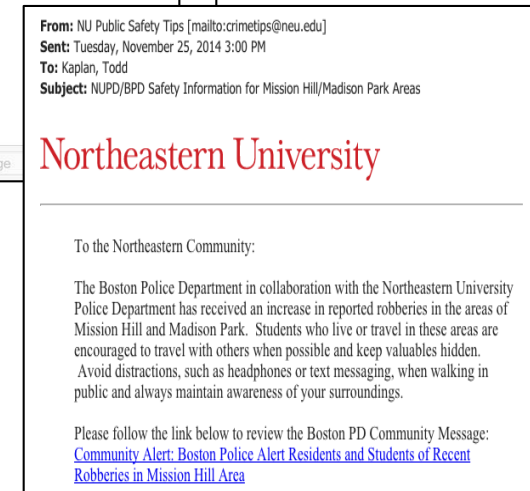 From: NU Public Safety Tips [mailto:crimetips@neu.edu]
Sent: Tuesday, November 25, 2014 3:00 PM
To: Kaplan, Todd
Subject: NUPD/BPD Safety Information for Mission Hill/Madison Park Areas
ge
Northeastern University
To the Northeastern Community:
The Boston Police Department in collaboration with the Northeastern University
Police Department has received an increase in reported robberies in the areas of
Mission Hill and Madison Park.  Students who live or travel in these areas are
encouraged to travel with others when possible and keep valuables hidden.
Avoid distractions, such as headphones or text messaging, when walking in
public and always maintain awareness of your surroundings.
Please follow the link below to review the Boston PD Community Message:
Community Alert: Boston Police Alert Residents and Students of Recent
Robberies in Mission Hill Area